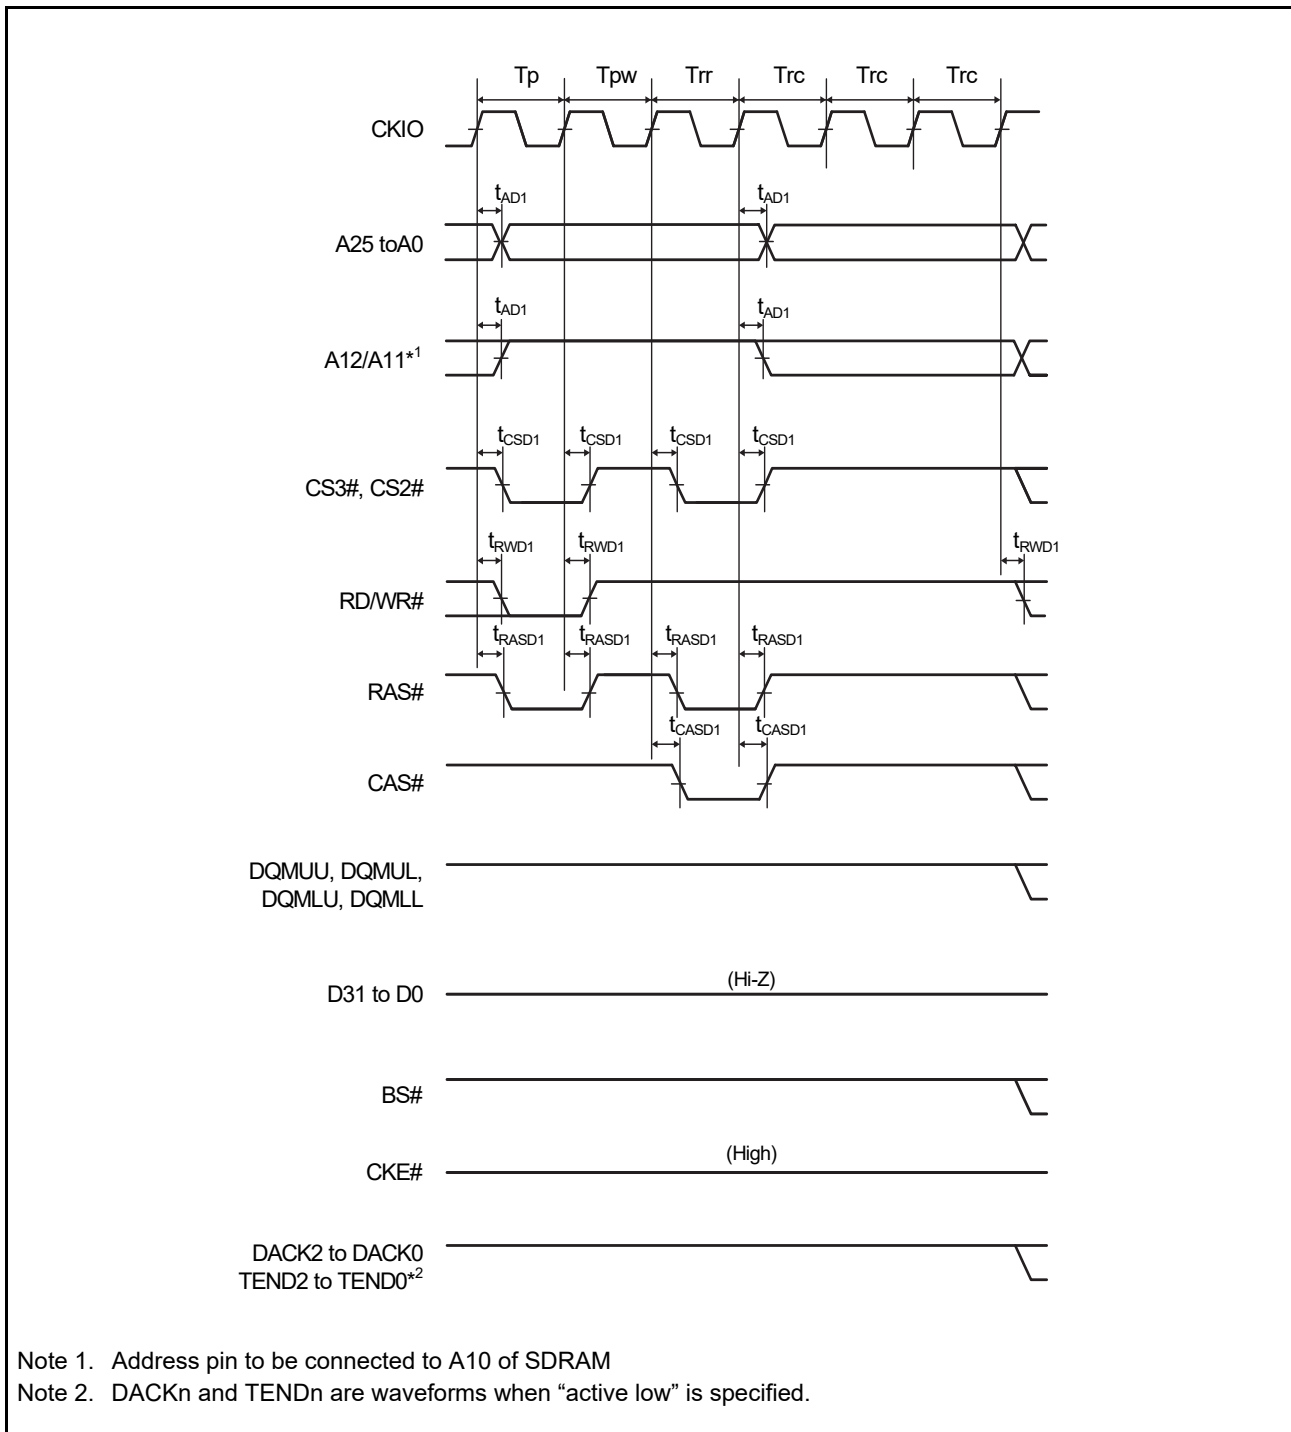 Tp Tpw Trr Trc Trc Trc
CKIO
tAD1 tAD1
A25 toA0
tAD1 tAD1
A12/A11*1
tCSD1 tCSD1 tCSD1 tCSD1
CS3#, CS2#
tRWD1 tRWD1 tRWD1
RD/WR#
tRASD1 tRASD1 tRASD1 tRASD1
RAS#
tCASD1 tCASD1
CAS#
DQMUU, DQMUL,
DQMLU, DQMLL
(Hi-Z)
D31 to D0
BS#
(High)
CKE#
DACK2 to DACK0
TEND2 to TEND0*2
Note 1. Address pin to be connected to A10 of SDRAM
Note 2. DACKn and TENDn are waveforms when “active low” is specified.